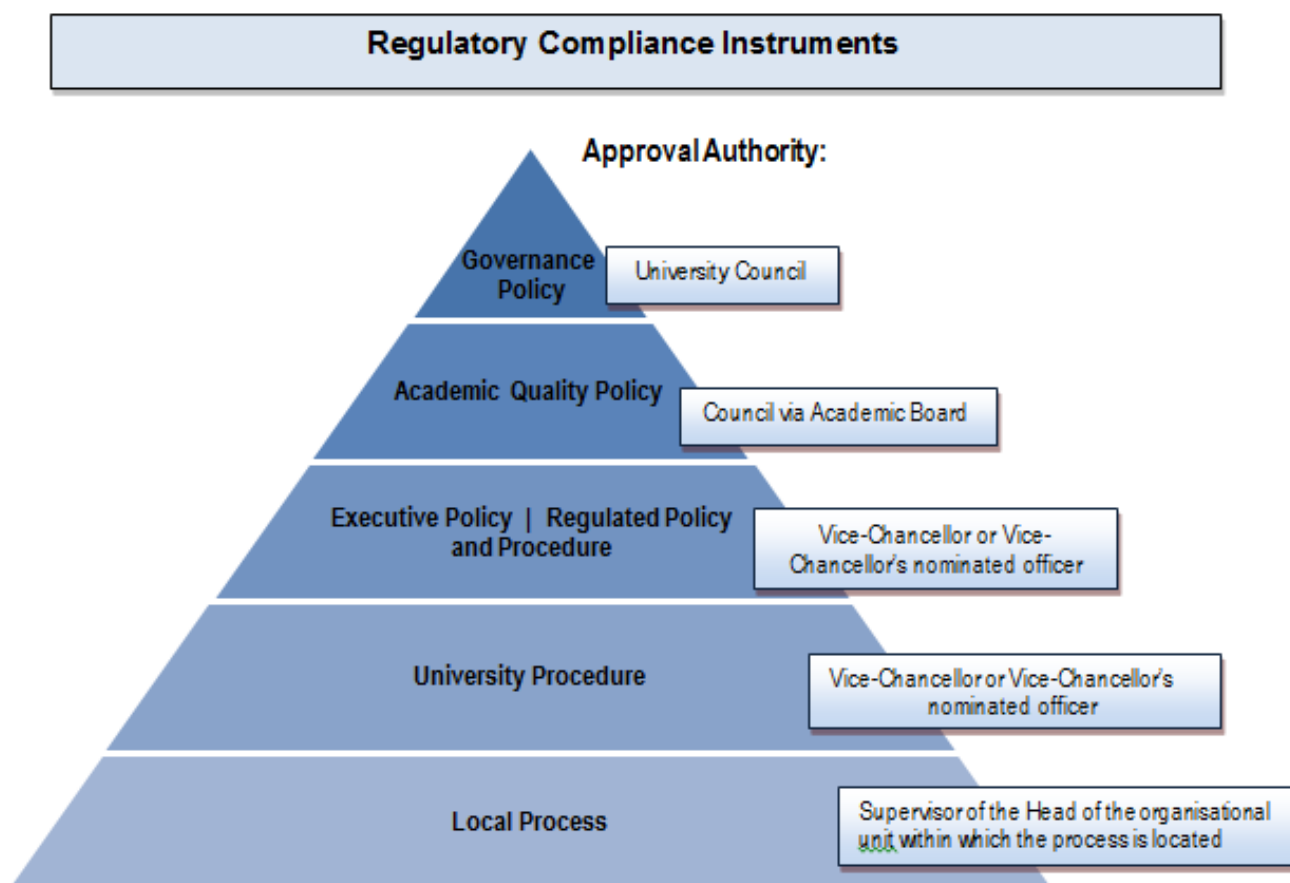 Regulatory Compliance Instruments
Approval Authority:
Governance
Policy
University Council
Academic Quality Policy
Council via Academic Board
Executive Policy | Regulated Policy
and Procedure
Vice-Chancellor or Vice-
Chancellor's nominated officer
University Procedure
Vice-Chancellor or Vice-Chancellor's
nominated officer
Local Process
Supervisor of the Head of the organisational
unit within which the process is located